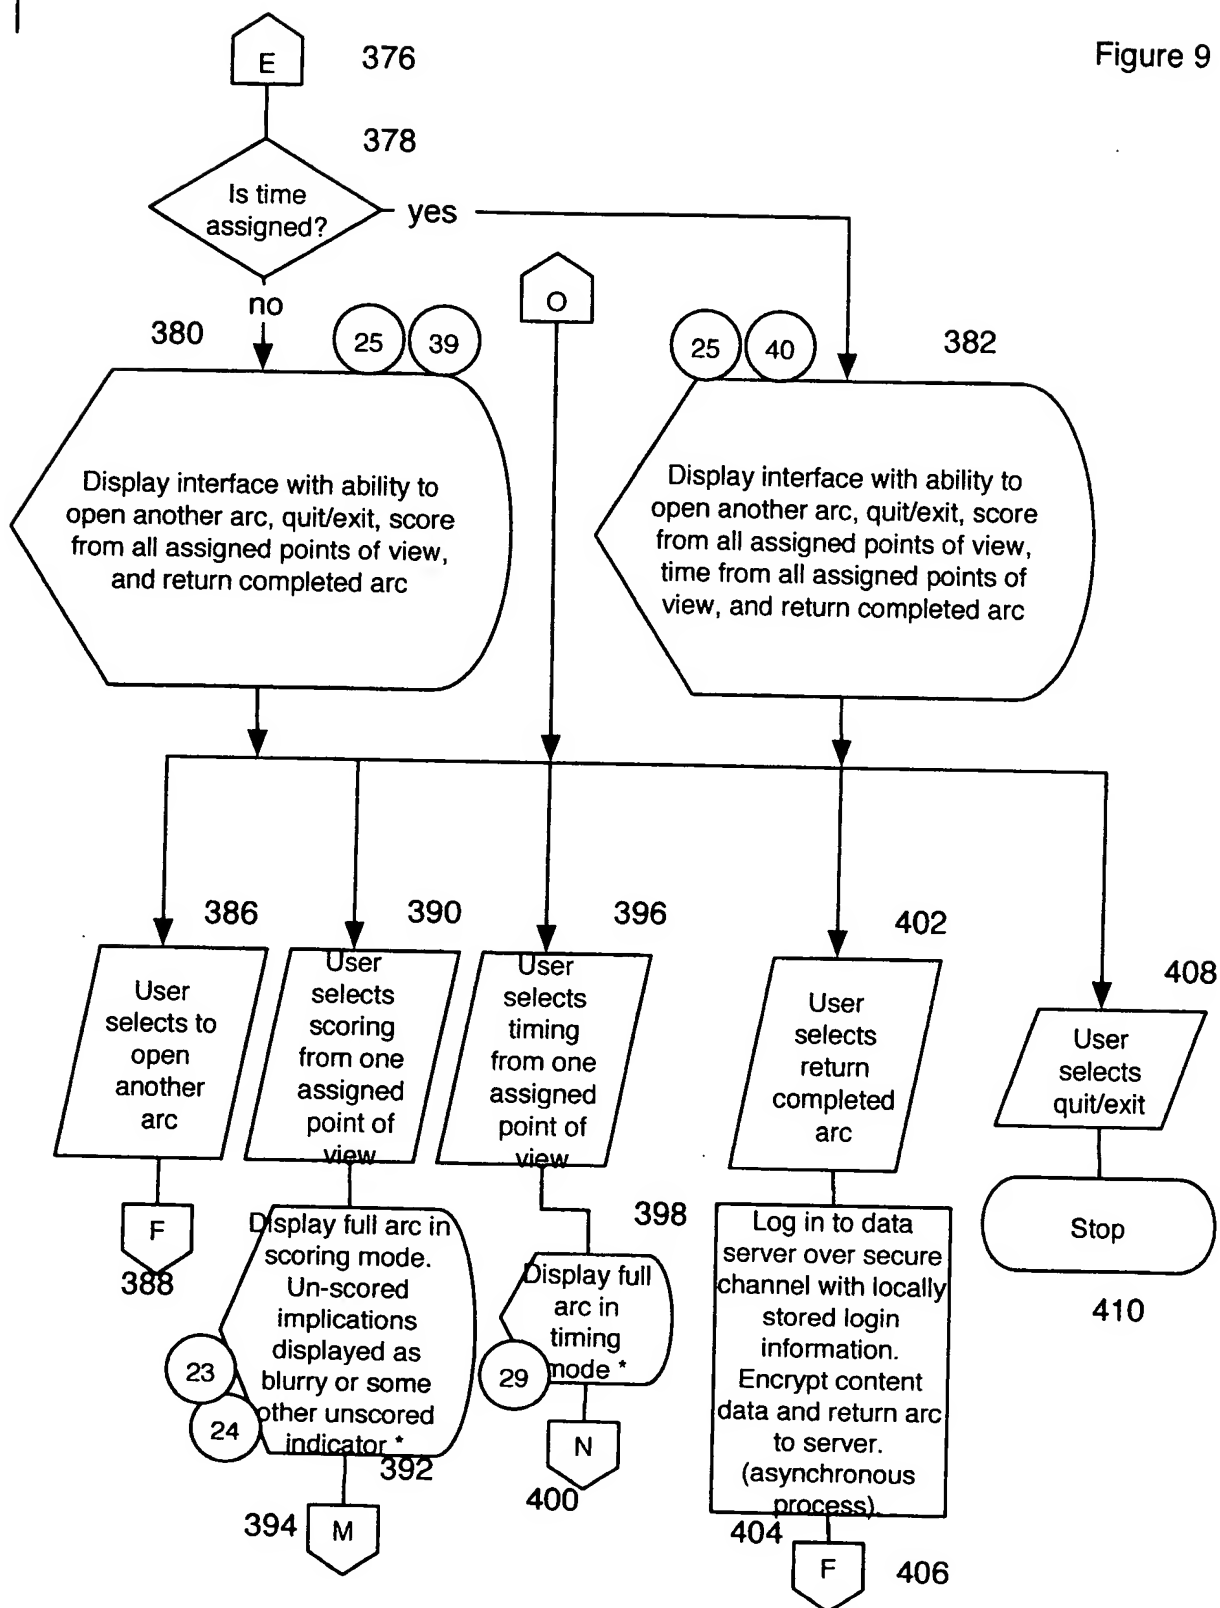 Figure 9
E
376
378
Is time
assigned?
yes
no
O
380
25
39
25
40
382
Display interface with ability to
open another arc, quit/exit, score
from all assigned points of view,
and return completed arc
Display interface with ability to
open another arc, quit/exit, score
from all assigned points of view,
time from all assigned points of
view, and return completed arc
386
User
selects to
open
another
arc
390
User
selects
scoring
from one
assigned
point of
view
396
User
selects
timing
from one
assigned
point of
view
402
User
selects
return
completed
arc
408
User
selects
quit/exit
F
388
Display full arc in
scoring mode.
Un-scored
implications
displayed as
blurry or some
other unscored
indicator *
23
24
392
394
M
398
Display full
arc in
timing
mode *
29
N
400
Log in to data
server over secure
channel with locally
stored login
information.
Encrypt content
data and return arc
to server.
(asynchronous
process).
404
F
406
Stop
410